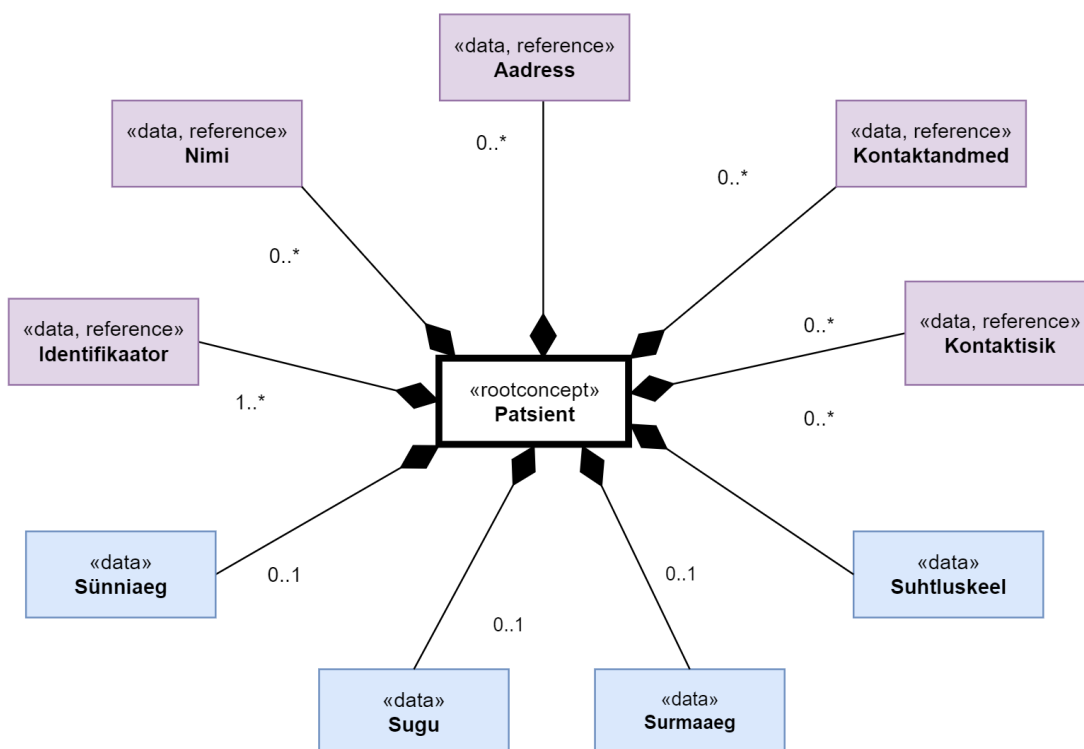 «data, reference»
Aadress
«data, reference»
Nimi
«data, reference»
Kontaktandmed
0..*
0..*
0..*
«data, reference»
Identifikaator
«data, reference»
Kontaktisik
0..*
«rootconcept»
Patsient
1..*
0..*
«data»
Sünniaeg
«data»
Suhtluskeel
0..1
0..1
0..1
«data»
Sugu
«data»
Surmaaeg